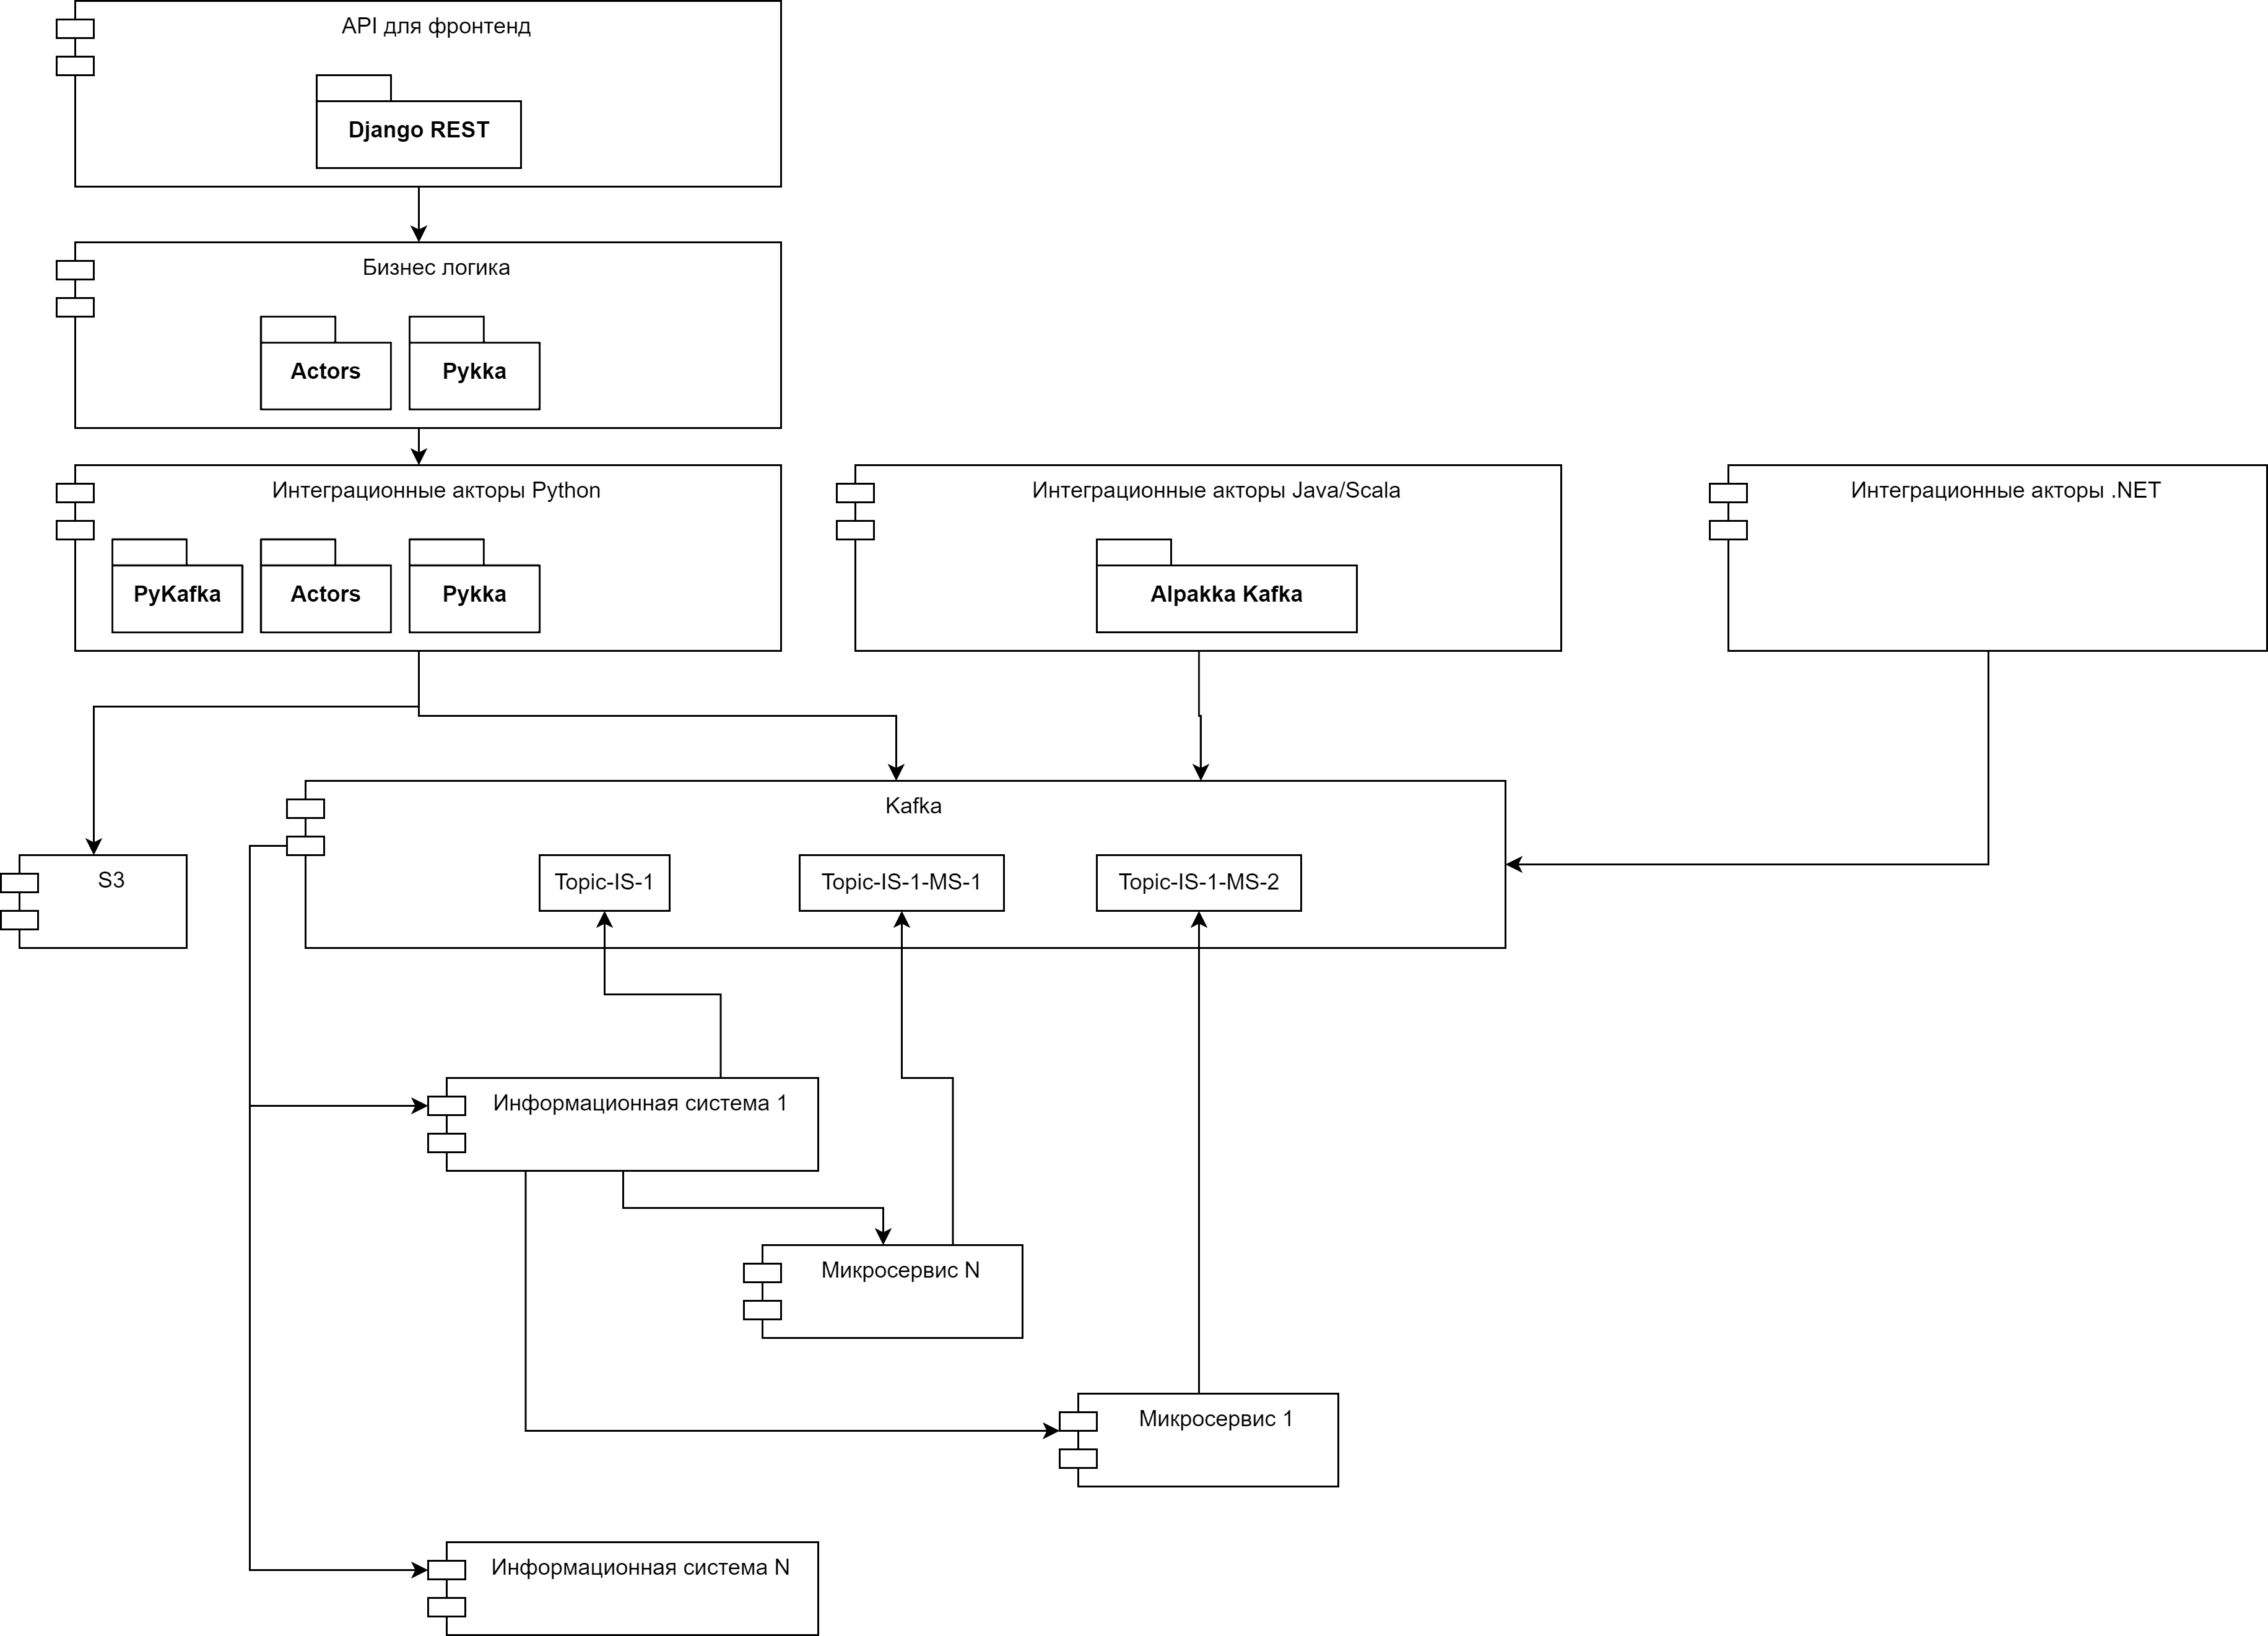 API для фронтенд
Django REST
Бизнес логика
Actors
Pykka
Интеграционные акторы Python
PyKafka
Actors
Pykka
Интеграционные акторы Java/Scala
Alpakka Kafka
Интеграционные акторы .NET
Kafka
Topic-IS-1
Topic-IS-1-MS-1
Topic-IS-1-MS-2
S3
Информационная система 1
Микросервис N
Микросервис 1
Информационная система N